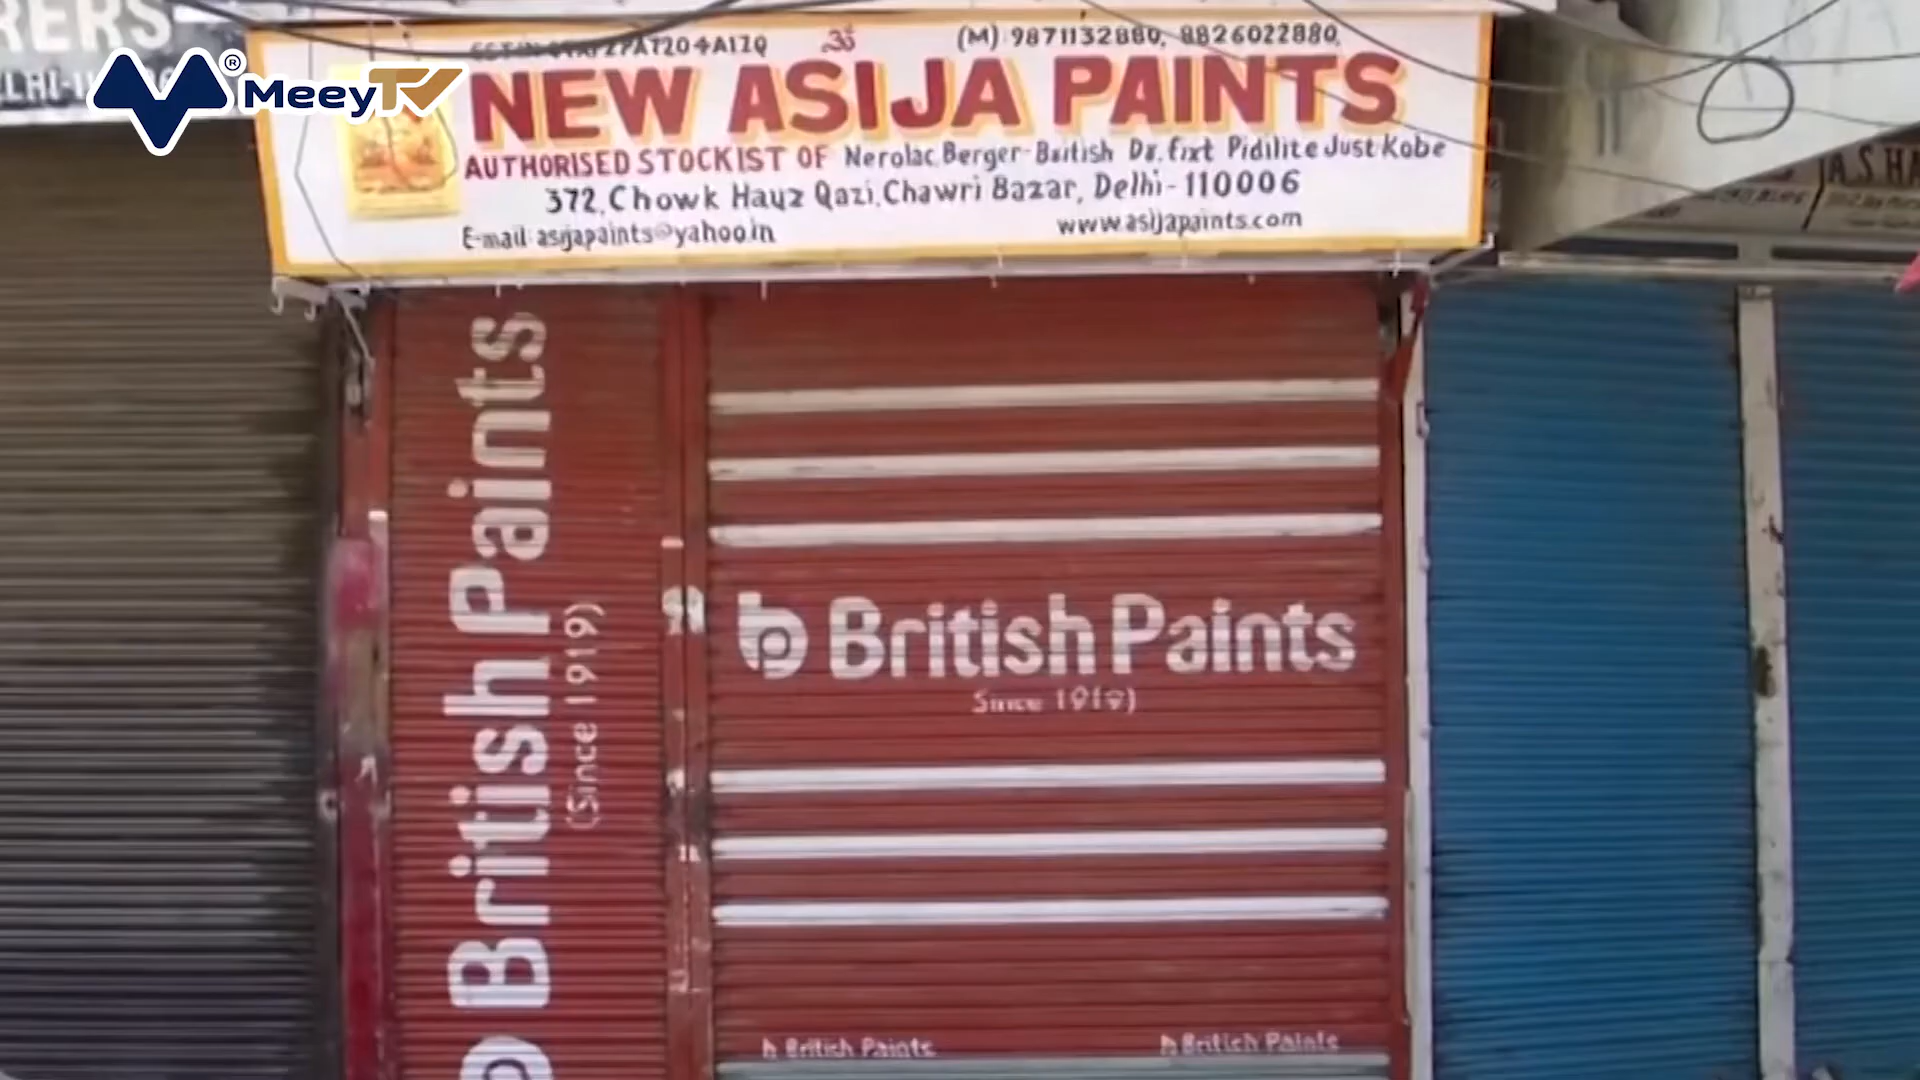 RERS
MeeyTV
ॐ
(M) 9871132880, 8826022880,
NEW ASIJA PAINTS
AUTHORISED STOCKIST OF Nerolac Berger-British Dr. fixt Pidilite Just Kobe
372, Chowk Hauz Qazi, Chawri Bazar, Delhi-110006
E-mail asijapaints@yahoo.in
www.asijapaints.com
A.S HA
British Paints
(Since 1919)
British Paints
Since
British Paints
British Paints